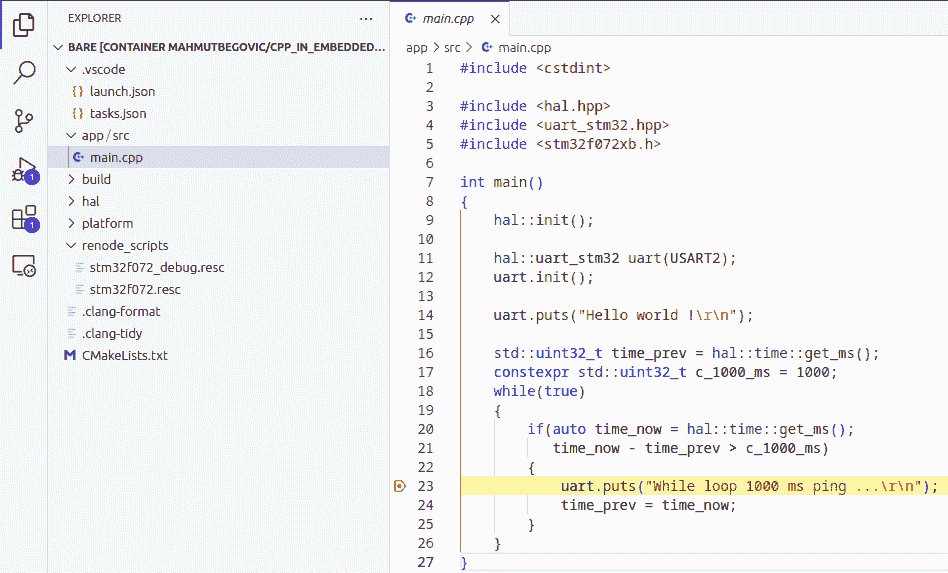 EXPLORER
...
BARE [CONTAINER MAHMUTBEGOVIC/CPP_IN_EMBEDDED...
.vscode
{} launch.json
{} tasks.json
app / src
main.cpp
build
hal
platform
renode_scripts
stm32f072_debug.resc
stm32f072.resc
.clang-format
.clang-tidy
M CMakeLists.txt
1
1
main.cpp
app > src > main.cpp
1 #include <cstdint>
2
3 #include <hal.hpp>
4 #include <uart_stm32.hpp>
5 #include <stm32f072xb.h>
6
7 int main()
8 {
9 hal::init();
10
11 hal::uart_stm32 uart(USART2);
12 uart.init();
13
14 uart.puts("Hello world !\r\n");
15
16 std::uint32_t time_prev = hal::time::get_ms();
17 constexpr std::uint32_t c_1000_ms = 1000;
18 while(true)
19 {
20 if(auto time_now = hal::time::get_ms();
21 time_now - time_prev > c_1000_ms)
22 {
23 uart.puts("While loop 1000 ms ping ...\r\n");
24 time_prev = time_now;
25 }
26 }
27 }